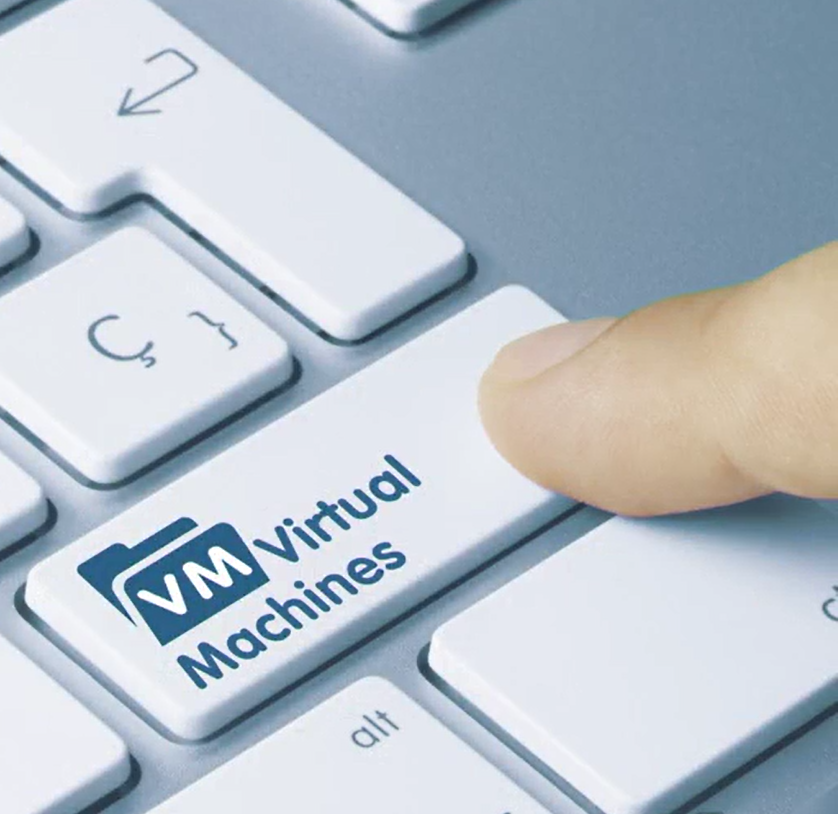 Ç }
VM Virtual
Machines
alt